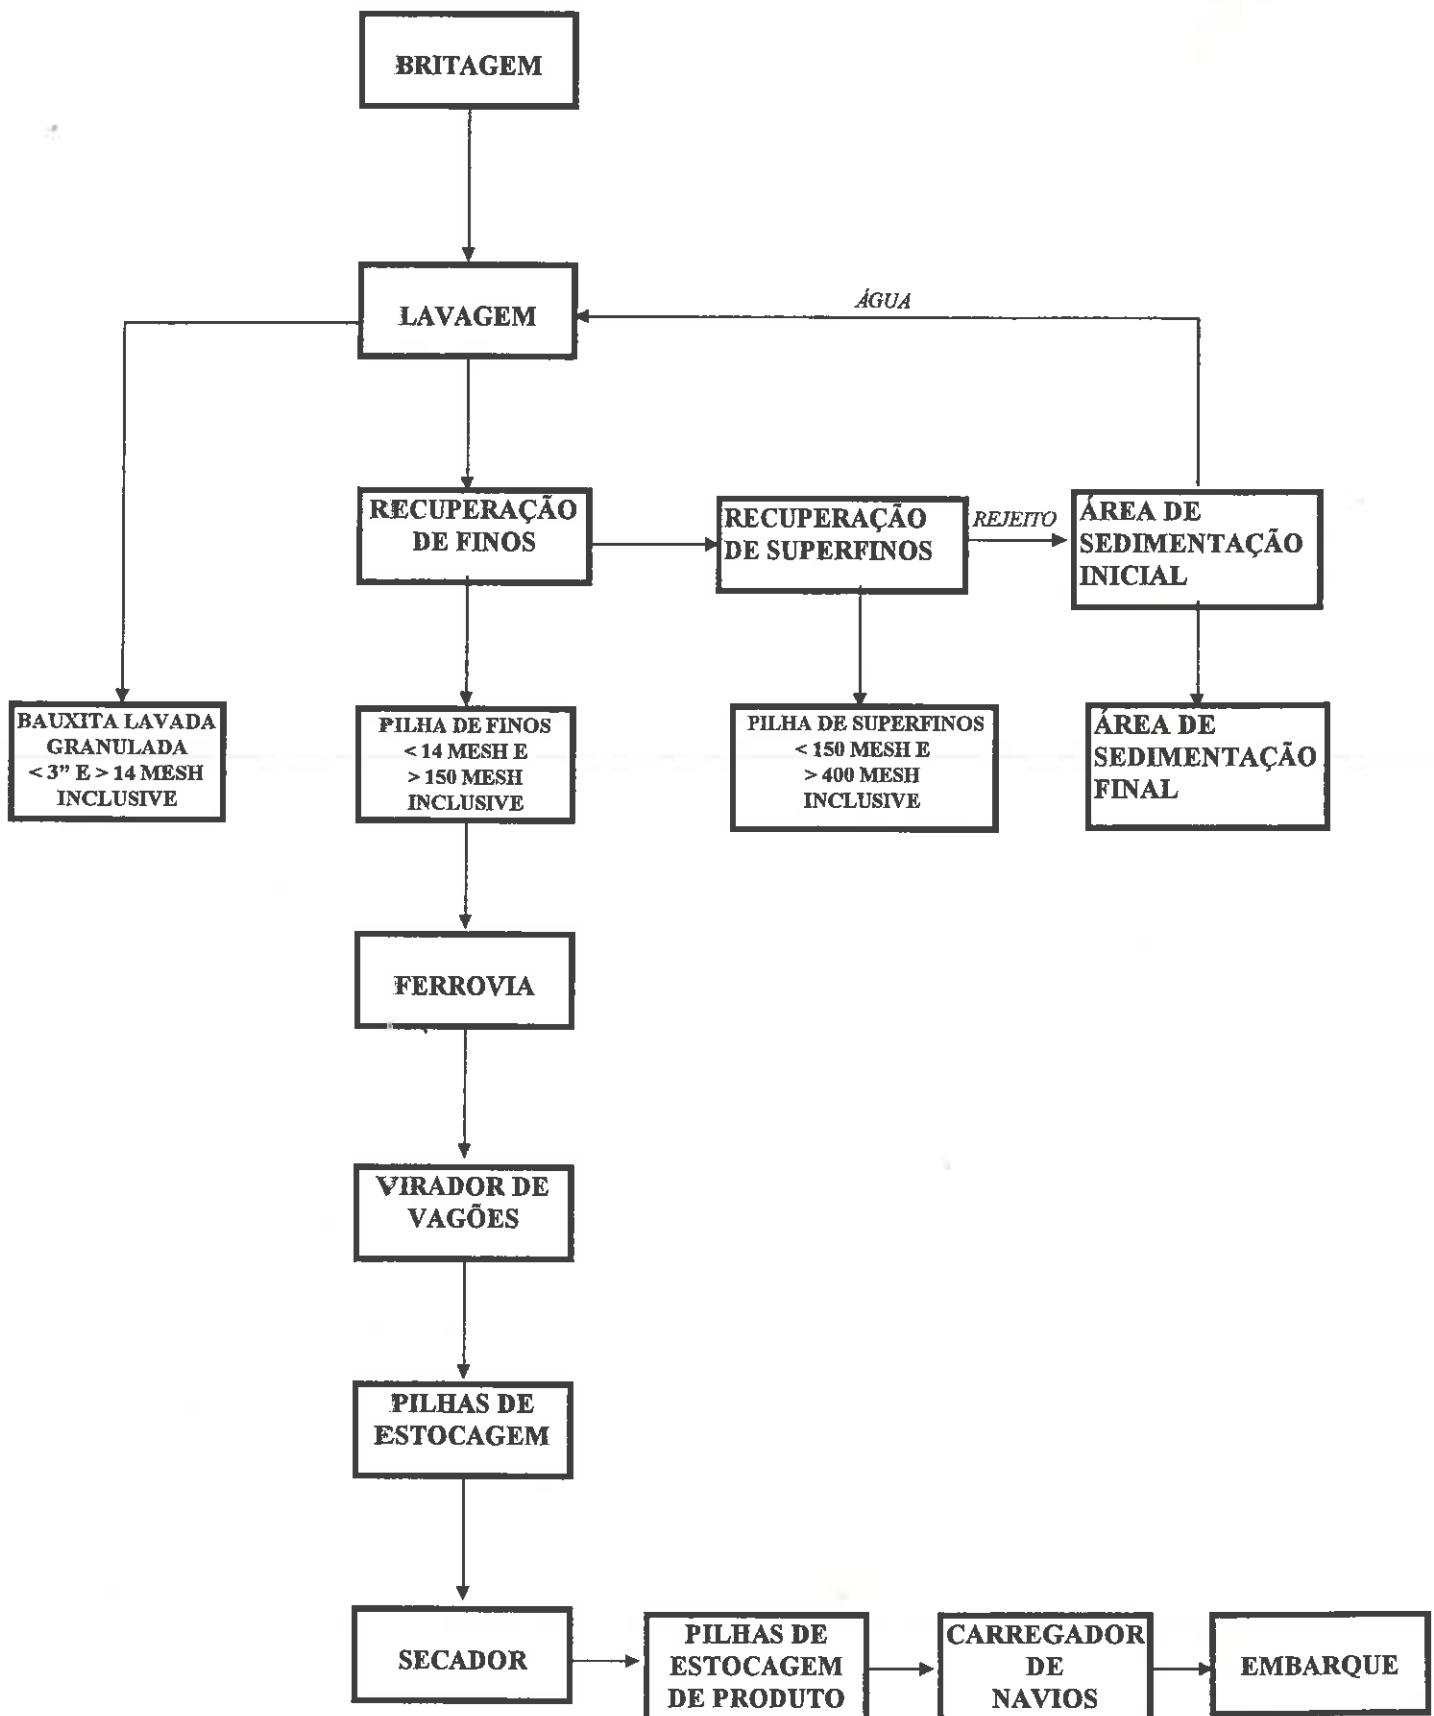 BRITAGEM
LAVAGEM
ÁGUA
RECUPERAÇÃO
DE FINOS
RECUPERAÇÃO
DE SUPERFINOS
REJEITO
ÁREA DE
SEDIMENTAÇÃO
INICIAL
BAUXITA LAVADA
GRANULADA
< 3” E > 14 MESH
INCLUSIVE
PILHA DE FINOS
< 14 MESH E
> 150 MESH
INCLUSIVE
PILHA DE SUPERFINOS
< 150 MESH E
> 400 MESH
INCLUSIVE
ÁREA DE
SEDIMENTAÇÃO
FINAL
FERROVIA
VIRADOR DE
VAGÕES
PILHAS DE
ESTOCAGEM
SECADOR
PILHAS DE
ESTOCAGEM
DE PRODUTO
CARREGADOR
DE
NAVIOS
EMBARQUE